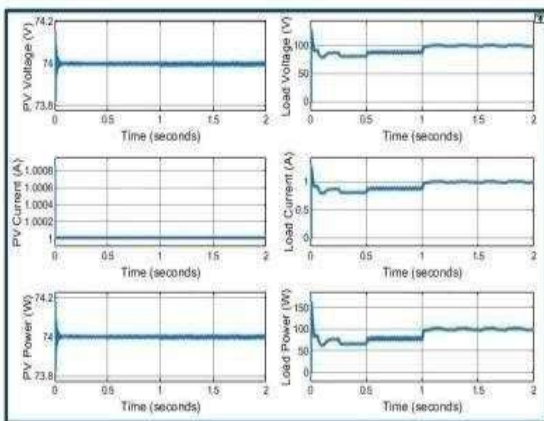 PV Voltage (V)
74.2
74
73.8
0 0.5 1 1.5 2
Time (seconds)
Load Voltage (V)
100
50
0
0 0.5 1 1.5 2
Time (seconds)
PV Current (A)
1.0008
1.0006
1.0004
1.0002
1
0 0.5 1 1.5 2
Time (seconds)
Load Current (A)
1
0.5
0
0 0.5 1 1.5 2
Time (seconds)
PV Power (W)
74.2
74
73.8
0 0.5 1 1.5 2
Time (seconds)
Load Power (W)
150
100
50
0
0 0.5 1 1.5 2
Time (seconds)